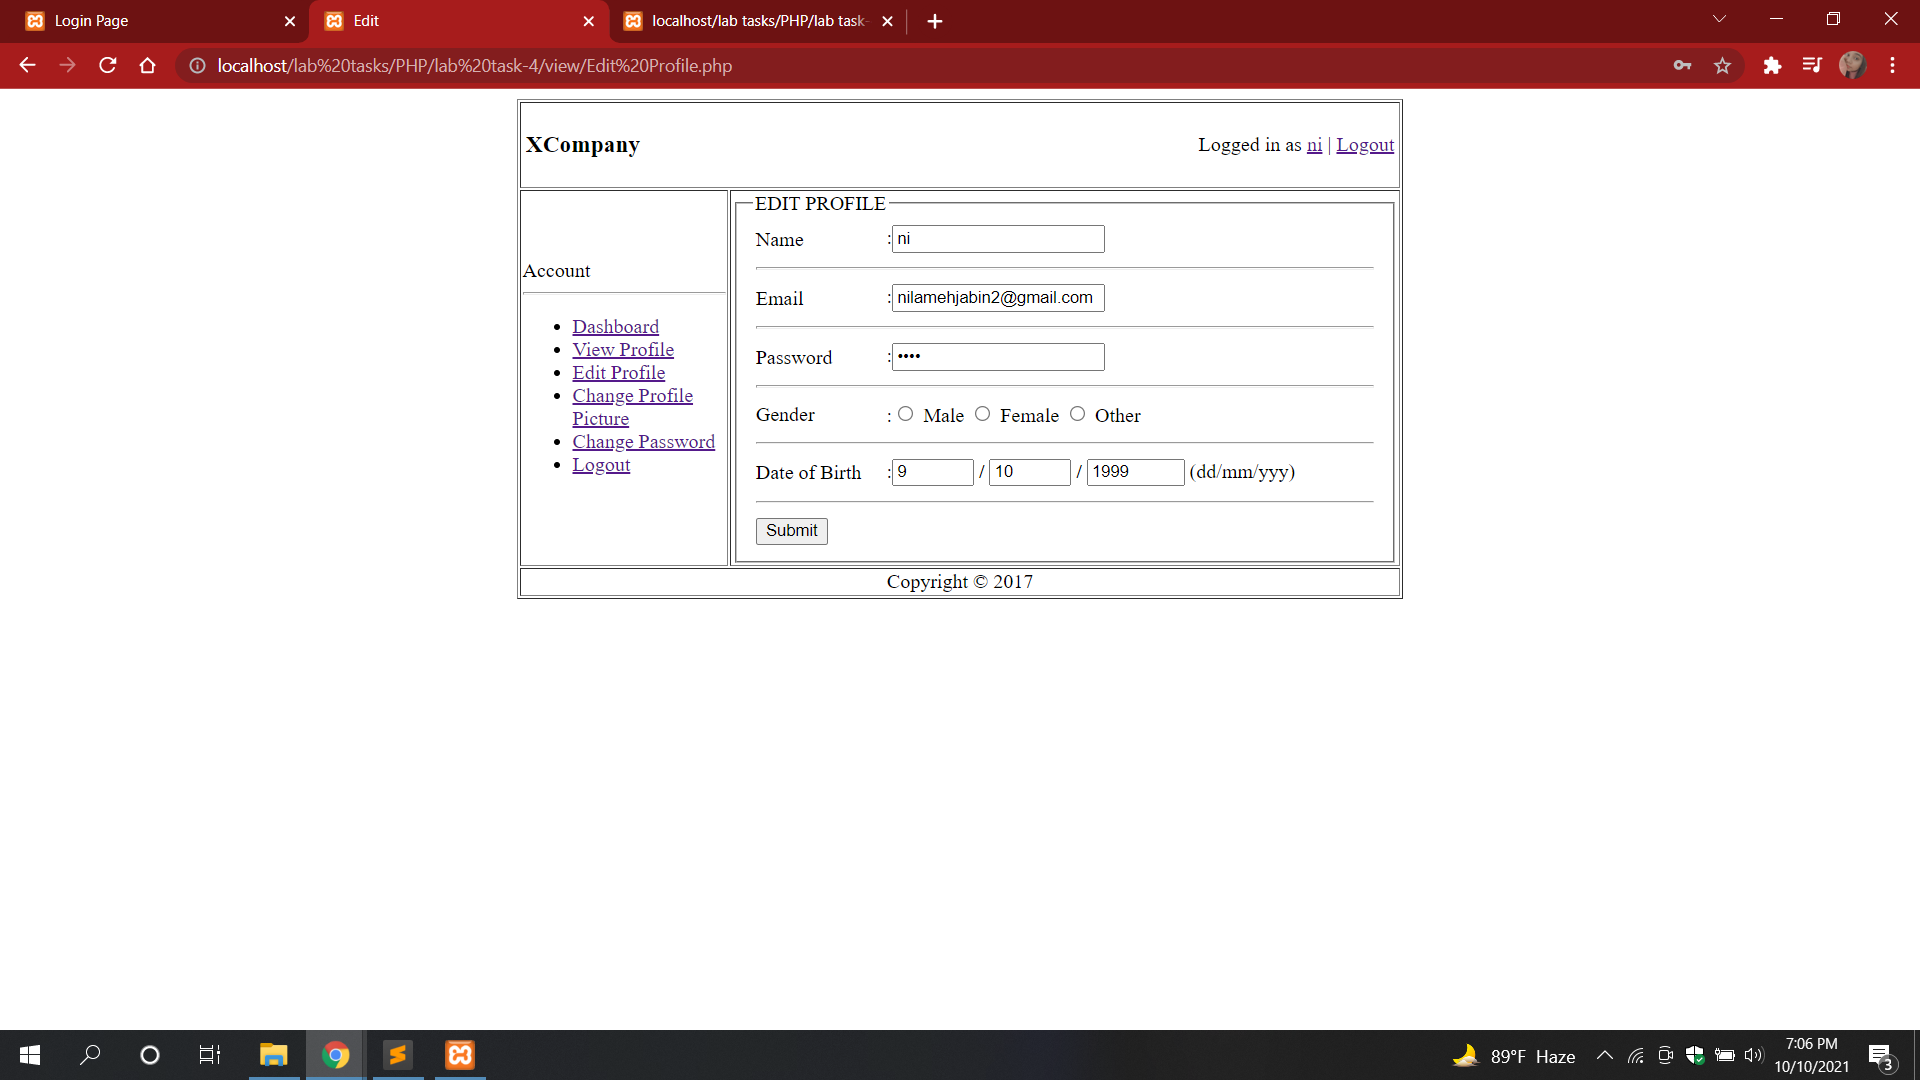 Login Page
Edit
localhost/lab tasks/PHP/lab task-
localhost/lab%20tasks/PHP/lab%20task-4/view/Edit%20Profile.php
XCompany
Logged in as ni | Logout
Account
Dashboard
View Profile
Edit Profile
Change Profile
Picture
Change Password
Logout
EDIT PROFILE
Name : ni
Email : nilamehjabin2@gmail.com
Password : ••••
Gender : Male Female Other
Date of Birth : 9 / 10 / 1999 (dd/mm/yyy)
Submit
Copyright © 2017
89°F Haze
7:06 PM
10/10/2021
3